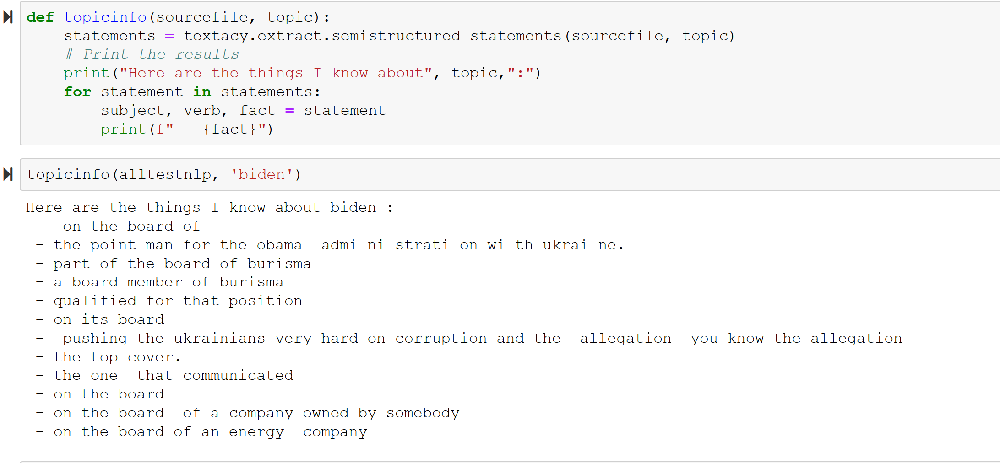 def topicinfo(sourcefile, topic):
    statements = textacy.extract.semistructured_statements(sourcefile, topic)
    # Print the results
    print("Here are the things I know about", topic,":")
    for statement in statements:
        subject, verb, fact = statement
        print(f" - {fact}")
topicinfo(alltestnlp, 'biden')
Here are the things I know about biden :
 -  on the board of
 - the point man for the obama  admi ni strati on wi th ukrai ne.
 - part of the board of burisma
 - a board member of burisma
 - qualified for that position
 - on its board
 -  pushing the ukrainians very hard on corruption and the  allegation  you know the allegation
 - the top cover.
 - the one  that communicated
 - on the board
 - on the board  of a company owned by somebody
 - on the board of an energy  company